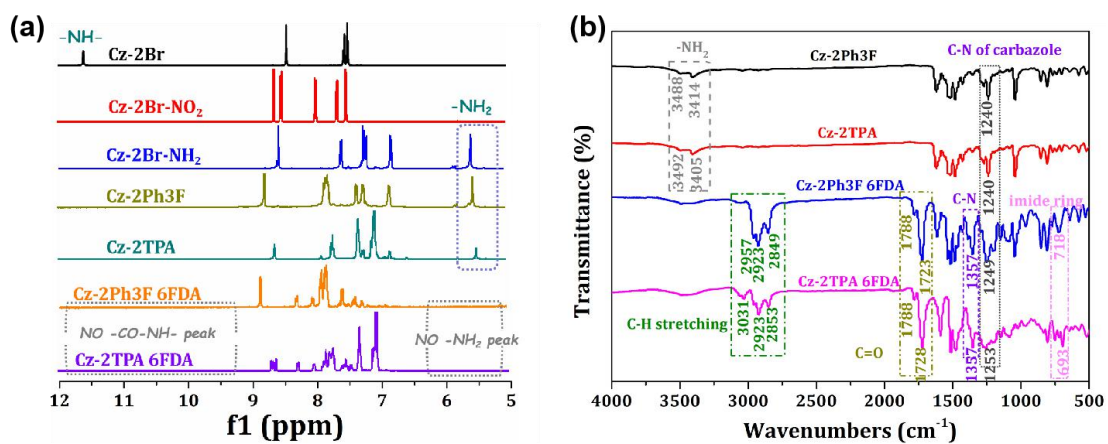 (a)
-NH-
Cz-2Br
Cz-2Br-NO₂
-NH₂
Cz-2Br-NH₂
Cz-2Ph3F
Cz-2TPA
Cz-2Ph3F 6FDA
NO -CO-NH- peak
NO -NH₂ peak
Cz-2TPA 6FDA
12 11 10 9 8 7 6 5
f1 (ppm)
(b)
Transmittance (%)
C-N of carbazole
-NH₂
Cz-2Ph3F
3488
3414
1240
Cz-2TPA
3492
3405
1240
Cz-2Ph3F 6FDA
C-N
imide ring
2957
2923
2849
1788
1723
1357
1249
718
Cz-2TPA 6FDA
3031
2923
2853
C-H stretching
1788
1728
C=O
1357
1253
693
4000 3500 3000 2500 2000 1500 1000 500
Wavenumbers (cm⁻¹)